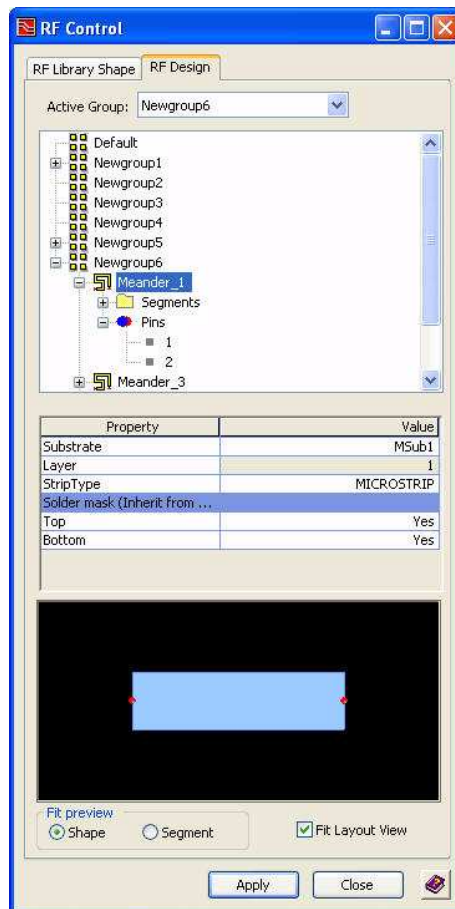 RF Control
RF Library Shape RF Design
Active Group: Newgroup6
Default
Newgroup1
Newgroup2
Newgroup3
Newgroup4
Newgroup5
Newgroup6
Meander_1
Segments
Pins
1
2
Meander_3
Property Value
Substrate MSub1
Layer 1
StripType MICROSTRIP
Solder mask (Inherit from ...
Top Yes
Bottom Yes
Fit preview
Shape Segment Fit Layout View
Apply Close